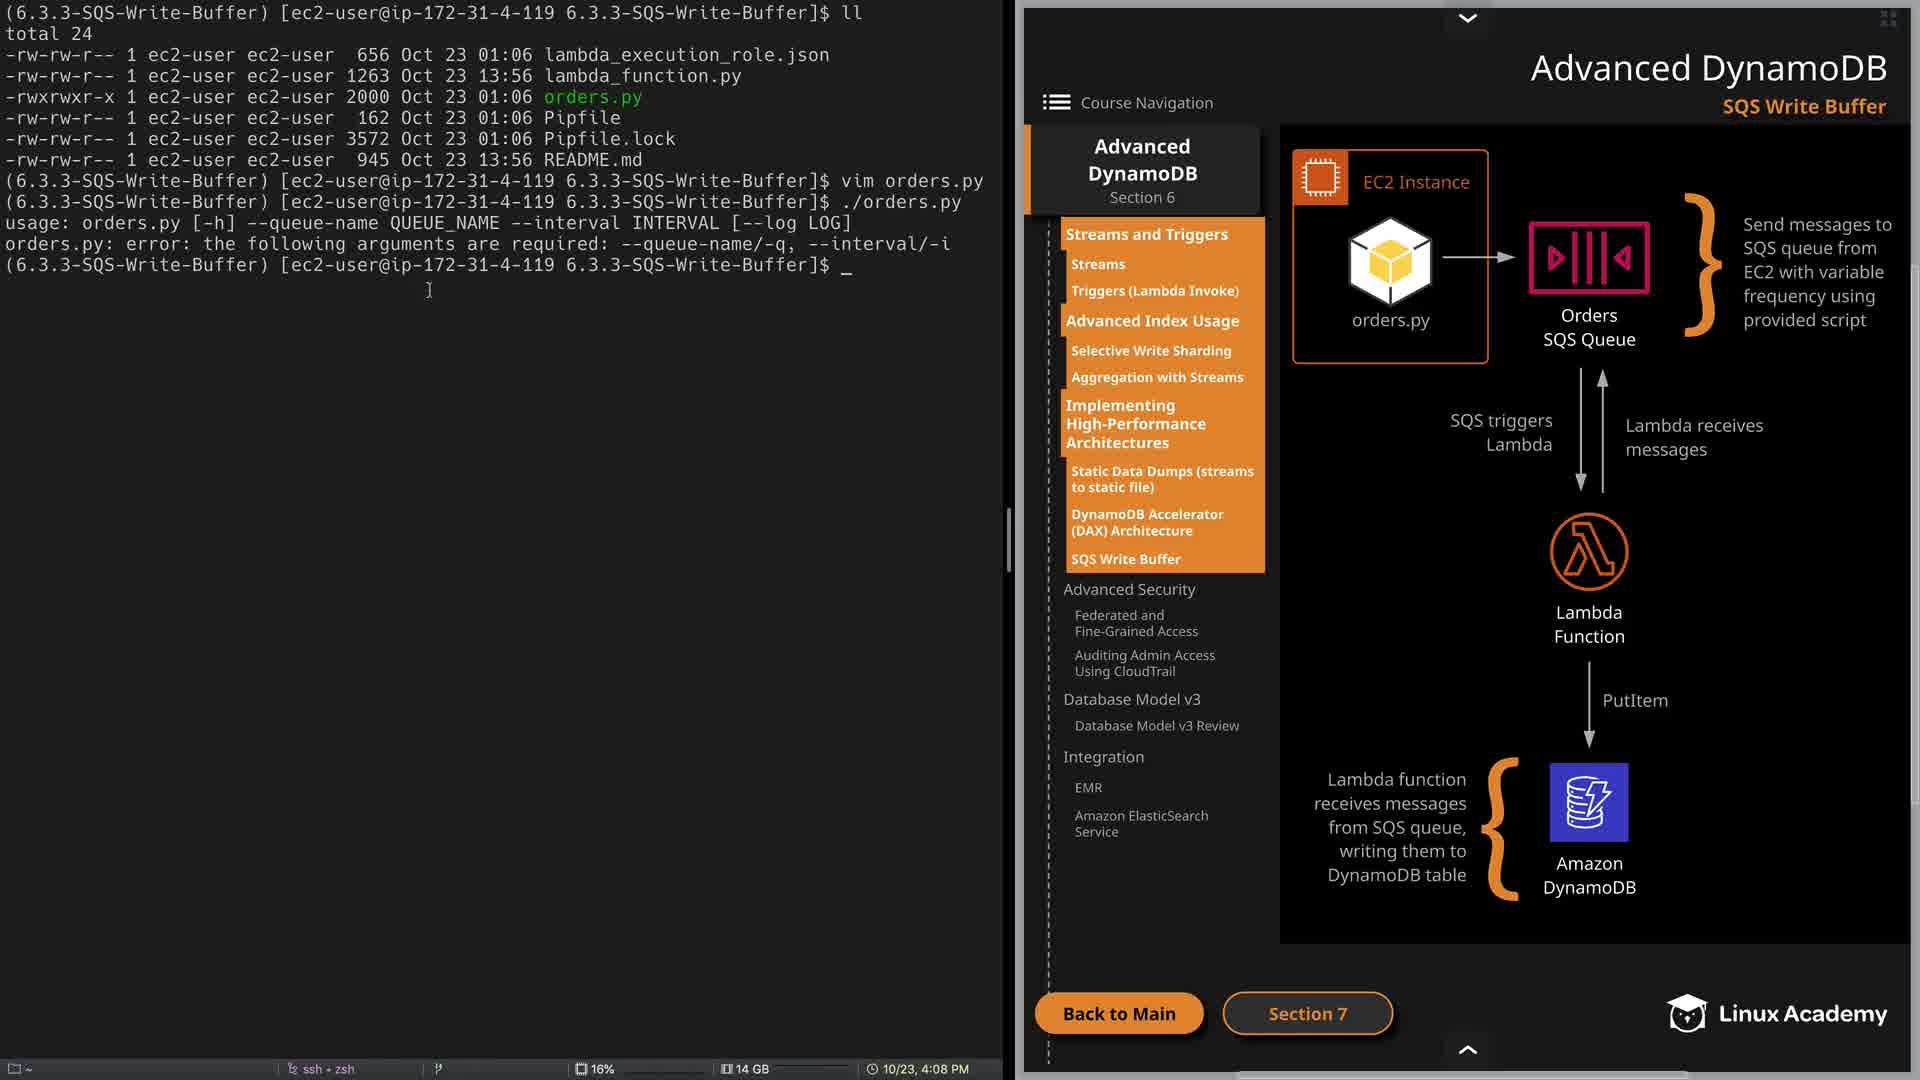 (6.3.3-SQS-Write-Buffer) [ec2-user@ip-172-31-4-119 6.3.3-SQS-Write-Buffer]$ ll
total 24
-rw-rw-r-- 1 ec2-user ec2-user  656 Oct 23 01:06 lambda_execution_role.json
-rw-rw-r-- 1 ec2-user ec2-user 1263 Oct 23 13:56 lambda_function.py
-rwxrwxr-x 1 ec2-user ec2-user 2000 Oct 23 01:06 orders.py
-rw-rw-r-- 1 ec2-user ec2-user  162 Oct 23 01:06 Pipfile
-rw-rw-r-- 1 ec2-user ec2-user 3572 Oct 23 01:06 Pipfile.lock
-rw-rw-r-- 1 ec2-user ec2-user  945 Oct 23 13:56 README.md
(6.3.3-SQS-Write-Buffer) [ec2-user@ip-172-31-4-119 6.3.3-SQS-Write-Buffer]$ vim orders.py
(6.3.3-SQS-Write-Buffer) [ec2-user@ip-172-31-4-119 6.3.3-SQS-Write-Buffer]$ ./orders.py
usage: orders.py [-h] --queue-name QUEUE_NAME --interval INTERVAL [--log LOG]
orders.py: error: the following arguments are required: --queue-name/-q, --interval/-i
(6.3.3-SQS-Write-Buffer) [ec2-user@ip-172-31-4-119 6.3.3-SQS-Write-Buffer]$ _
~
ssh • zsh
16%
14 GB
10/23, 4:08 PM
Advanced DynamoDB
SQS Write Buffer
Course Navigation
Advanced
DynamoDB
Section 6
Streams and Triggers
Streams
Triggers (Lambda Invoke)
Advanced Index Usage
Selective Write Sharding
Aggregation with Streams
Implementing
High-Performance
Architectures
Static Data Dumps (streams
to static file)
DynamoDB Accelerator
(DAX) Architecture
SQS Write Buffer
Advanced Security
Federated and
Fine-Grained Access
Auditing Admin Access
Using CloudTrail
Database Model v3
Database Model v3 Review
Integration
EMR
Amazon ElasticSearch
Service
EC2 Instance
orders.py
Orders
SQS Queue
Send messages to
SQS queue from
EC2 with variable
frequency using
provided script
SQS triggers
Lambda
Lambda receives
messages
Lambda
Function
PutItem
Lambda function
receives messages
from SQS queue,
writing them to
DynamoDB table
Amazon
DynamoDB
Back to Main
Section 7
Linux Academy